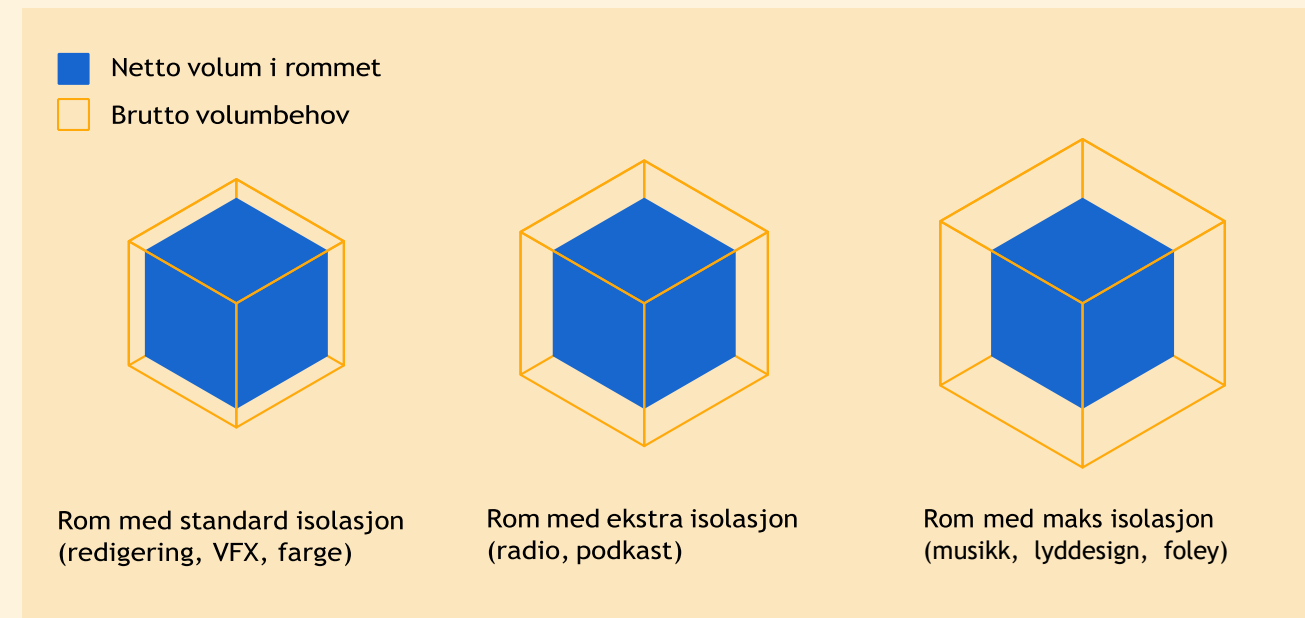 Netto volum i rommet
Brutto volumbehov
Rom med standard isolasjon
(redigering, VFX, farge)
Rom med ekstra isolasjon
(radio, podkast)
Rom med maks isolasjon
(musikk, lyddesign, foley)